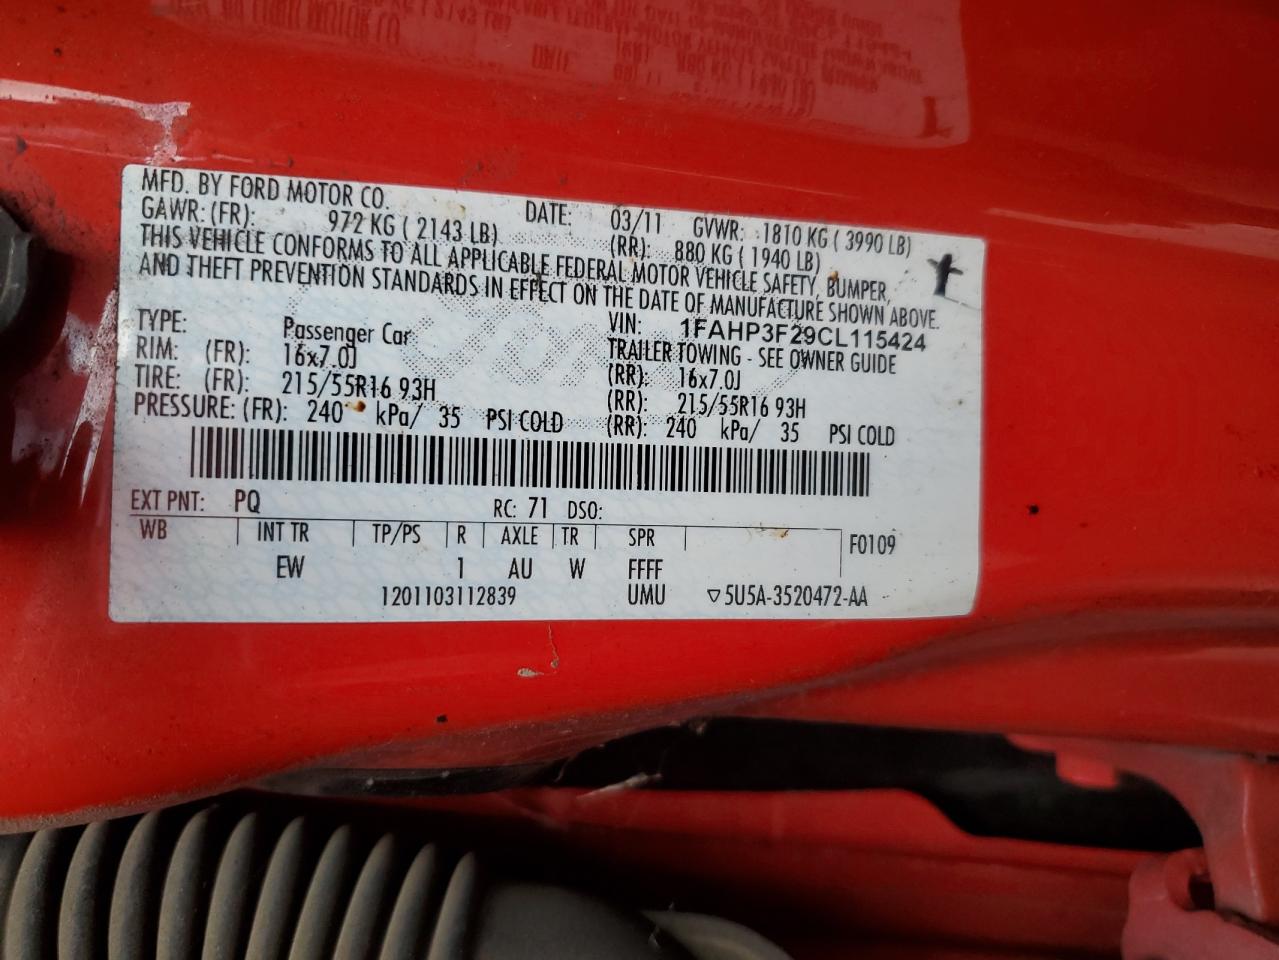 MFD. BY FORD MOTOR CO. DATE: 03/11 GVWR: 1810 KG ( 3990 LB)
GAWR: (FR): 972 KG ( 2143 LB) (RR): 880 KG ( 1940 LB)
THIS VEHICLE CONFORMS TO ALL APPLICABLE FEDERAL MOTOR VEHICLE SAFETY, BUMPER,
AND THEFT PREVENTION STANDARDS IN EFFECT ON THE DATE OF MANUFACTURE SHOWN ABOVE.
VIN: 1FAHP3F29CL115424
TYPE: Passenger Car TRAILER TOWING - SEE OWNER GUIDE
RIM: (FR): 16x7.0J (RR): 16x7.0J
TIRE: (FR): 215/55R16 93H (RR): 215/55R16 93H
PRESSURE: (FR): 240 kPa/ 35 PSI COLD (RR): 240 kPa/ 35 PSI COLD
EXT PNT: PQ RC: 71 DSO:
WB INT TR TP/PS R AXLE TR SPR F0109
EW 1 AU W FFFF
1201103112839 UMU ▽5U5A-3520472-AA